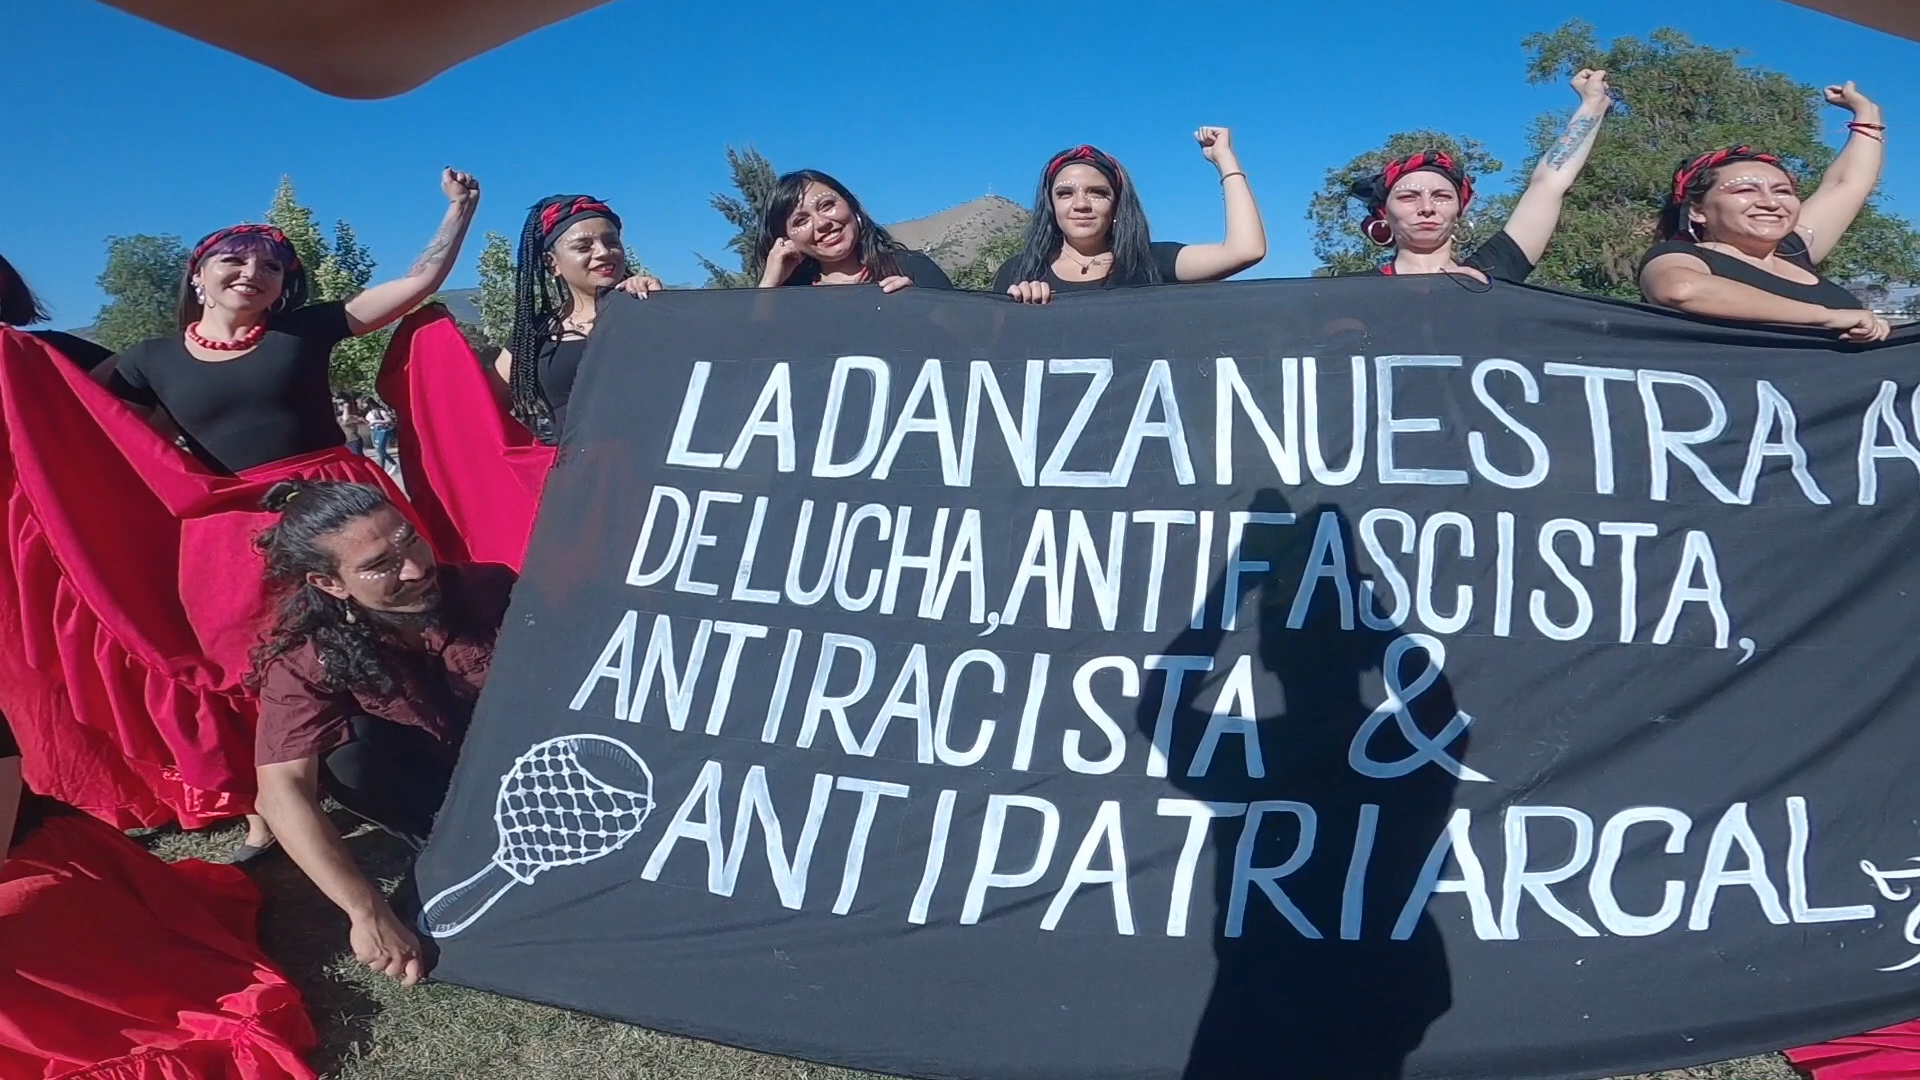 LA DANZA NUESTRA
DE LUCHA, ANTIFASCISTA,
ANTIRACISTA &
ANTIPATRIARCAL